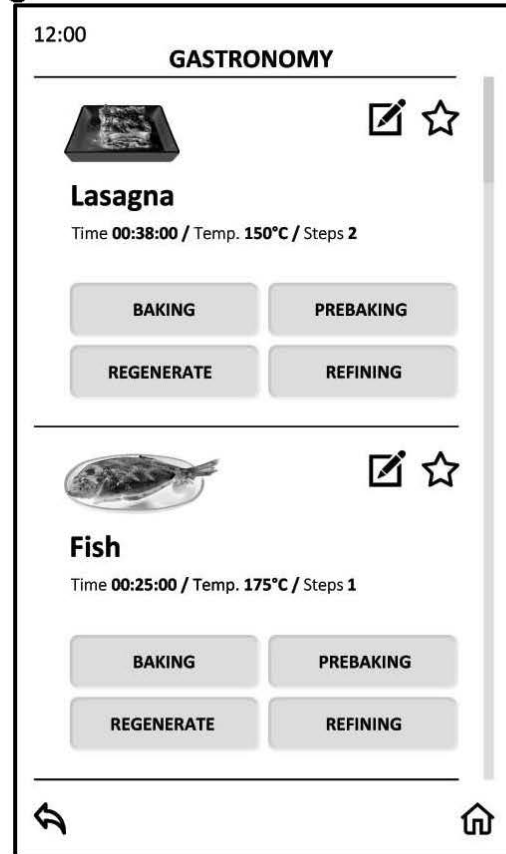 12:00
GASTRONOMY
Lasagna
Time 00:38:00 / Temp. 150°C / Steps 2
BAKING PREBAKING
REGENERATE REFINING
Fish
Time 00:25:00 / Temp. 175°C / Steps 1
BAKING PREBAKING
REGENERATE REFINING